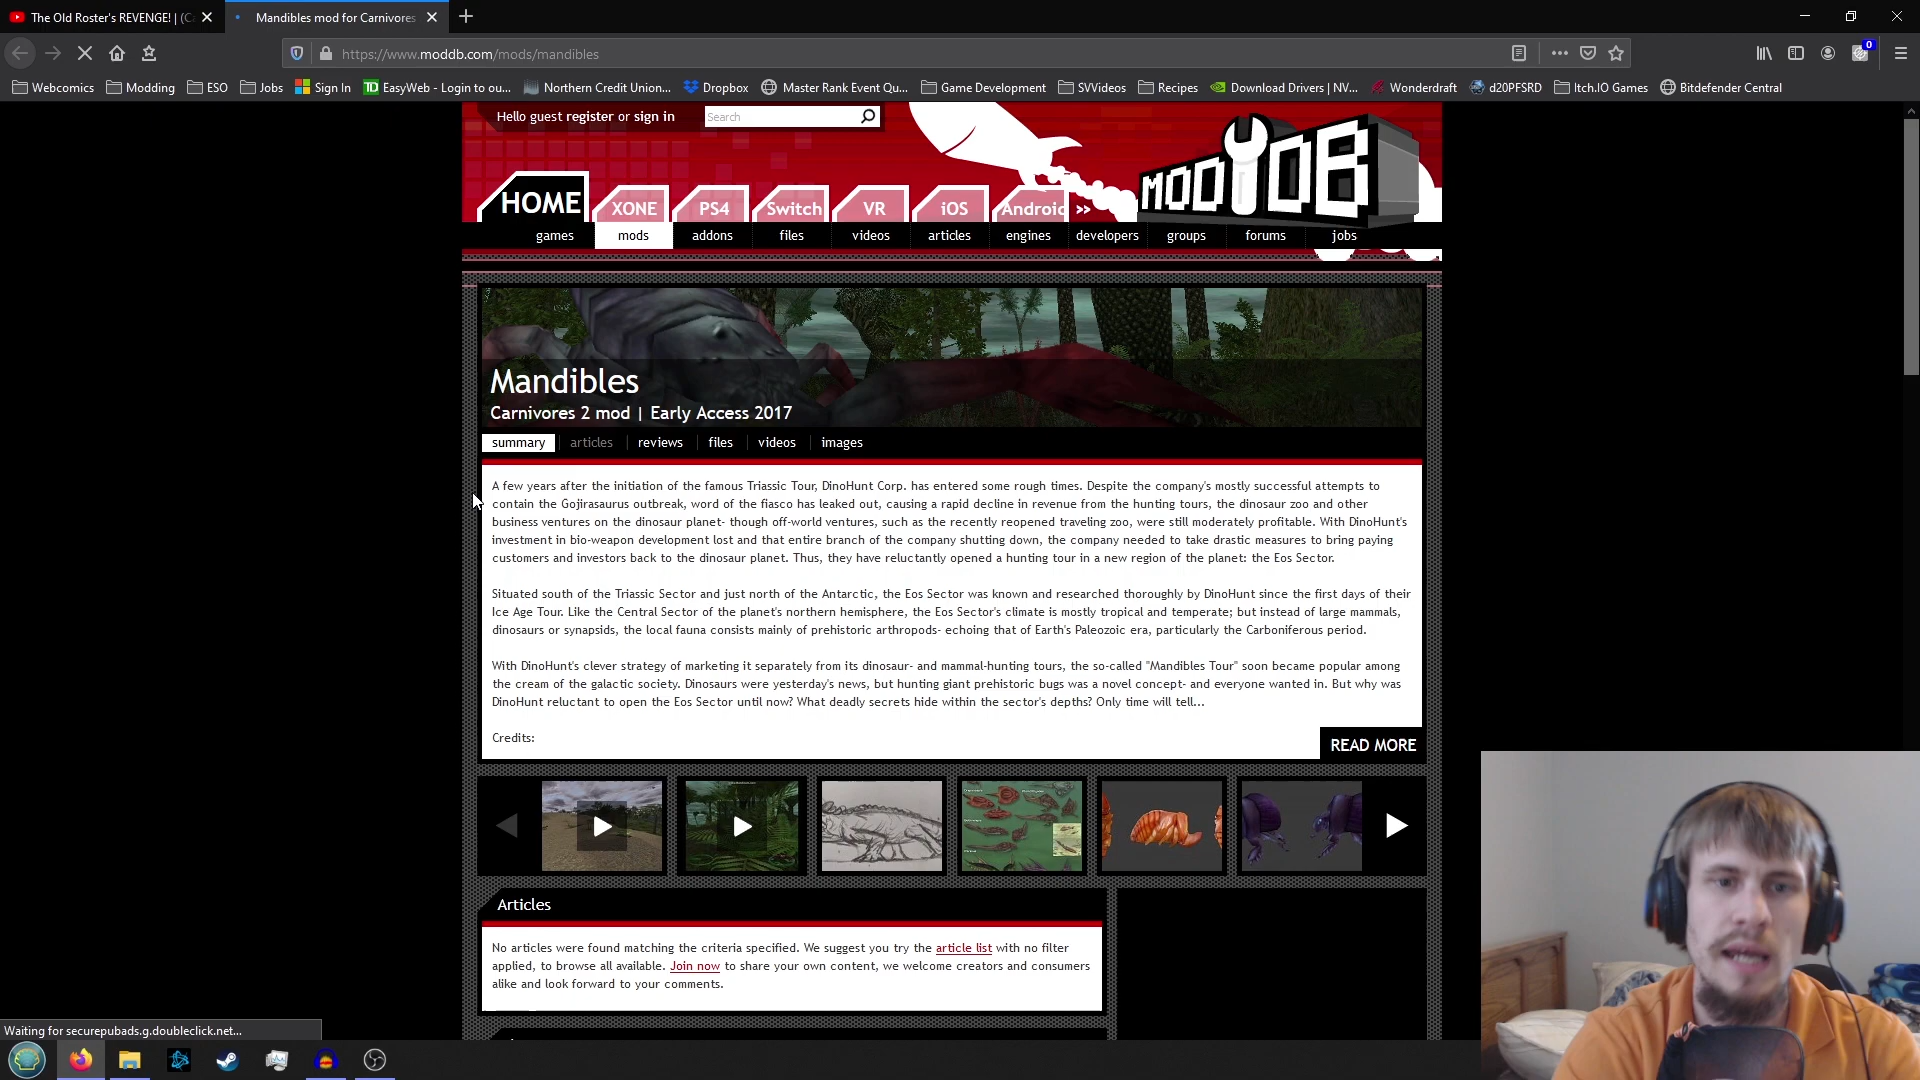 The Old Roster's REVENGE! | (C
Mandibles mod for Carnivores
https://www.moddb.com/mods/mandibles
0
Webcomics Modding ESO Jobs Sign In EasyWeb - Login to ou... Northern Credit Union... Dropbox Master Rank Event Qu... Game Development SVVideos Recipes Download Drivers | NV... Wonderdraft d20PFSRD Itch.IO Games Bitdefender Central
Hello guest register or sign in
Search
MODDB
HOME XONE PS4 Switch VR iOS Android >>
games mods addons files videos articles engines developers groups forums jobs
Mandibles
Carnivores 2 mod | Early Access 2017
summary articles reviews files videos images
A few years after the initiation of the famous Triassic Tour, DinoHunt Corp. has entered some rough times. Despite the company's mostly successful attempts to
contain the Gojirasaurus outbreak, word of the fiasco has leaked out, causing a rapid decline in revenue from the hunting tours, the dinosaur zoo and other
business ventures on the dinosaur planet- though off-world ventures, such as the recently reopened traveling zoo, were still moderately profitable. With DinoHunt's
investment in bio-weapon development lost and that entire branch of the company shutting down, the company needed to take drastic measures to bring paying
customers and investors back to the dinosaur planet. Thus, they have reluctantly opened a hunting tour in a new region of the planet: the Eos Sector.
Situated south of the Triassic Sector and just north of the Antarctic, the Eos Sector was known and researched thoroughly by DinoHunt since the first days of their
Ice Age Tour. Like the Central Sector of the planet's northern hemisphere, the Eos Sector's climate is mostly tropical and temperate; but instead of large mammals,
dinosaurs or synapsids, the local fauna consists mainly of prehistoric arthropods- echoing that of Earth's Paleozoic era, particularly the Carboniferous period.
With DinoHunt's clever strategy of marketing it separately from its dinosaur- and mammal-hunting tours, the so-called "Mandibles Tour" soon became popular among
the cream of the galactic society. Dinosaurs were yesterday's news, but hunting giant prehistoric bugs was a novel concept- and everyone wanted in. But why was
DinoHunt reluctant to open the Eos Sector until now? What deadly secrets hide within the sector's depths? Only time will tell...
Credits:
READ MORE
Articles
No articles were found matching the criteria specified. We suggest you try the article list with no filter
applied, to browse all available. Join now to share your own content, we welcome creators and consumers
alike and look forward to your comments.
Waiting for securepubads.g.doubleclick.net...